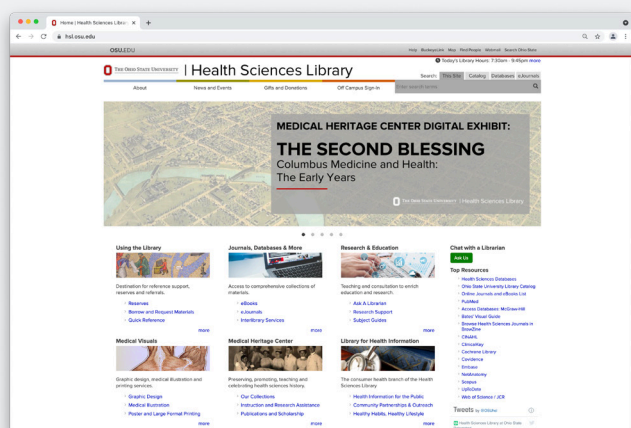 Home | Health Sciences Libra
hsl.osu.edu
OSU.EDU
Help BuckeyeLink Map Find People Webmail Search Ohio State
Today's Library Hours 7:30am - 9:45pm more
THE OHIO STATE UNIVERSITY | Health Sciences Library
Search: This Site Catalog Databases eJournals
About News and Events Gifts and Donations Off Campus Sign-In Enter search terms
MEDICAL HERITAGE CENTER DIGITAL EXHIBIT:
THE SECOND BLESSING
Columbus Medicine and Health:
The Early Years
THE OHIO STATE UNIVERSITY | Health Sciences Library
Using the Library
Destination for reference support,
reserves and referrals.
Reserves
Borrow and Request Materials
Quick Reference
more
Journals, Databases & More
Access to comprehensive collections of
materials.
eBooks
eJournals
Interlibrary Services
more
Research & Education
Teaching and consultation to enrich
education and research.
Ask A Librarian
Research Support
Subject Guides
more
Chat with a Librarian
Ask Us
Top Resources
Health Sciences Databases
Ohio State University Library Catalog
Online Journals and eBooks List
PubMed
Access Databases: McGraw-Hill
Bates' Visual Guide
Browse Health Sciences Journals in
BrowZine
CINAHL
ClinicalKey
Cochrane Library
Covidence
Embase
NetAnatomy
Scopus
UpToDate
Web of Science / JCR
Medical Visuals
Graphic design, medical illustration and
printing services.
Graphic Design
Medical Illustration
Poster and Large Format Printing
more
Medical Heritage Center
Preserving, promoting, teaching and
celebrating health sciences history.
Our Collections
Instruction and Research Assistance
Publications and Scholarship
more
Library for Health Information
The consumer health branch of the Health
Sciences Library
Health Information for the Public
Community Partnerships & Outreach
Healthy Habits, Healthy Lifestyle
more
Tweets by
Health Sciences Library at Ohio State